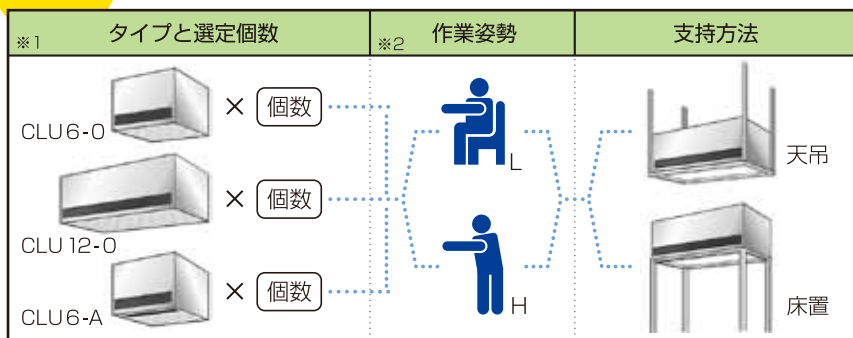 ※1 タイプと選定個数 ※2 作業姿勢 支持方法
CLU6-0 × 個数
L
天吊
CLU12-0 × 個数
CLU6-A × 個数
H
床置